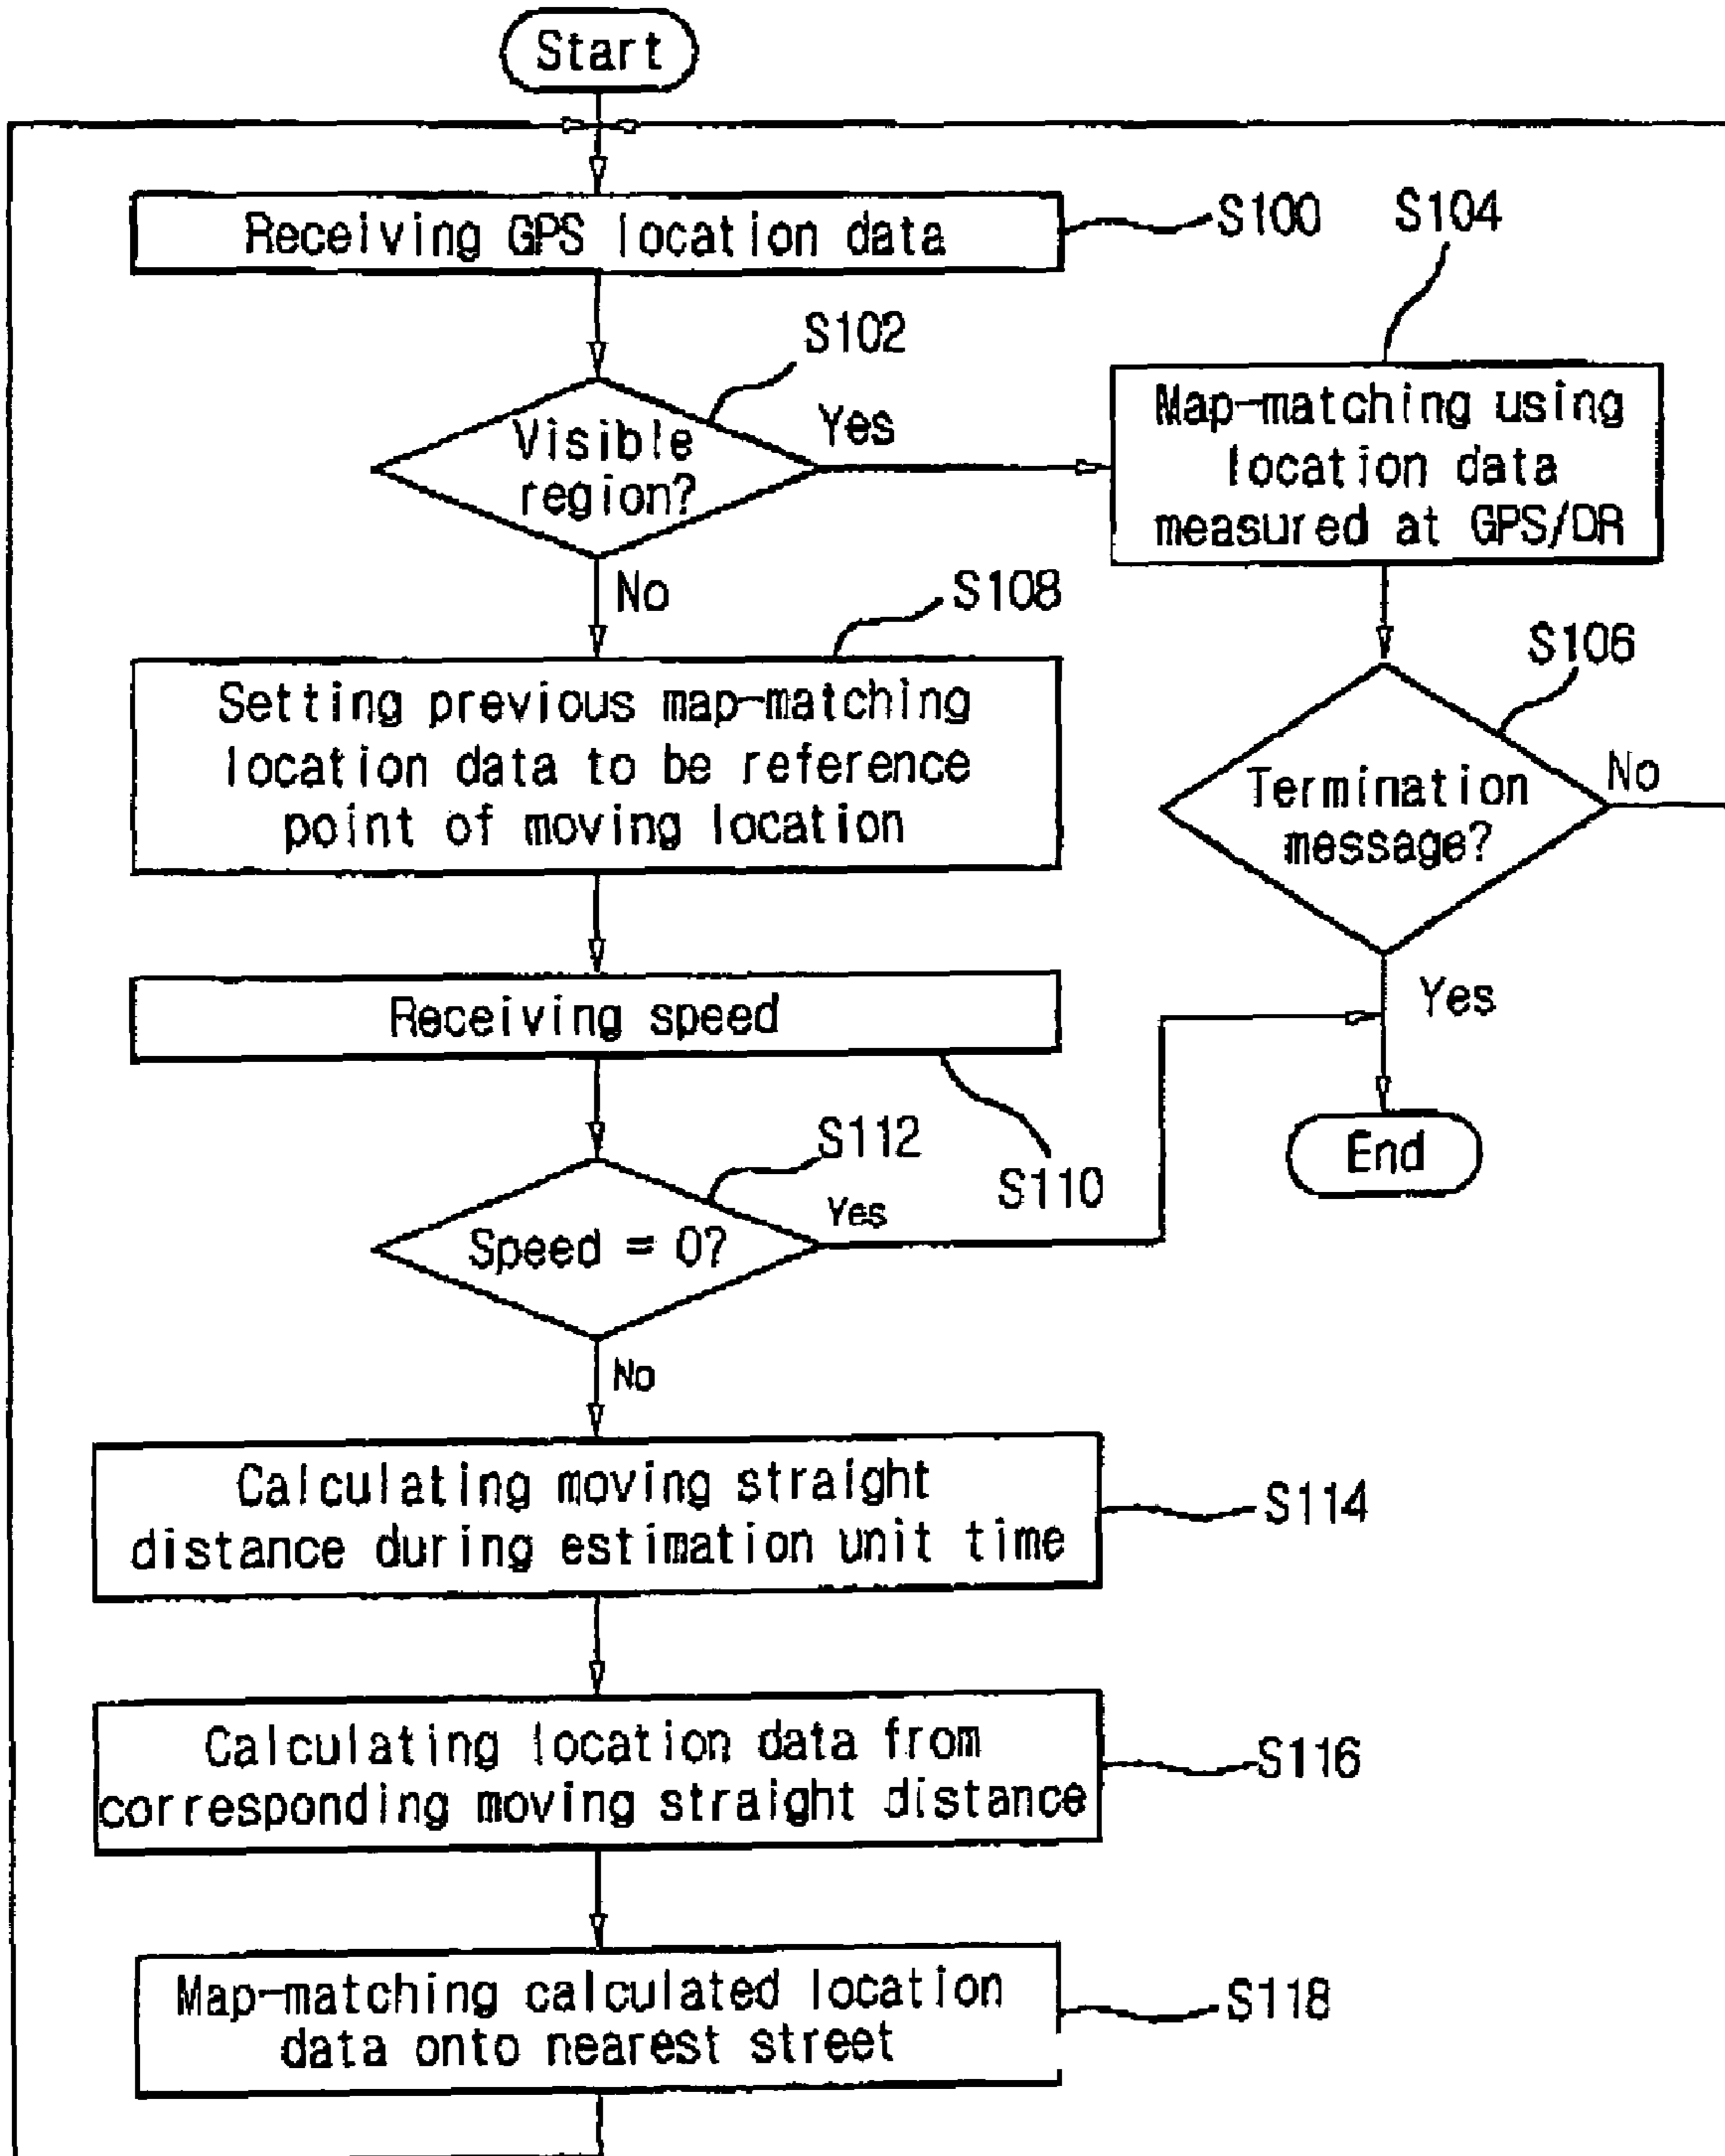 Start
Receiving GPS location data
S100
S104
S102
Visible
region?
Yes
Map-matching using
location data
measured at GPS/DR
No
S108
S106
Setting previous map-matching
location data to be reference
point of moving location
Termination
message?
No
Receiving speed
Yes
S112
S110
End
Speed = 0?
Yes
No
Calculating moving straight
distance during estimation unit time
S114
Calculating location data from
corresponding moving straight distance
S116
Map-matching calculated location
data onto nearest street
S118